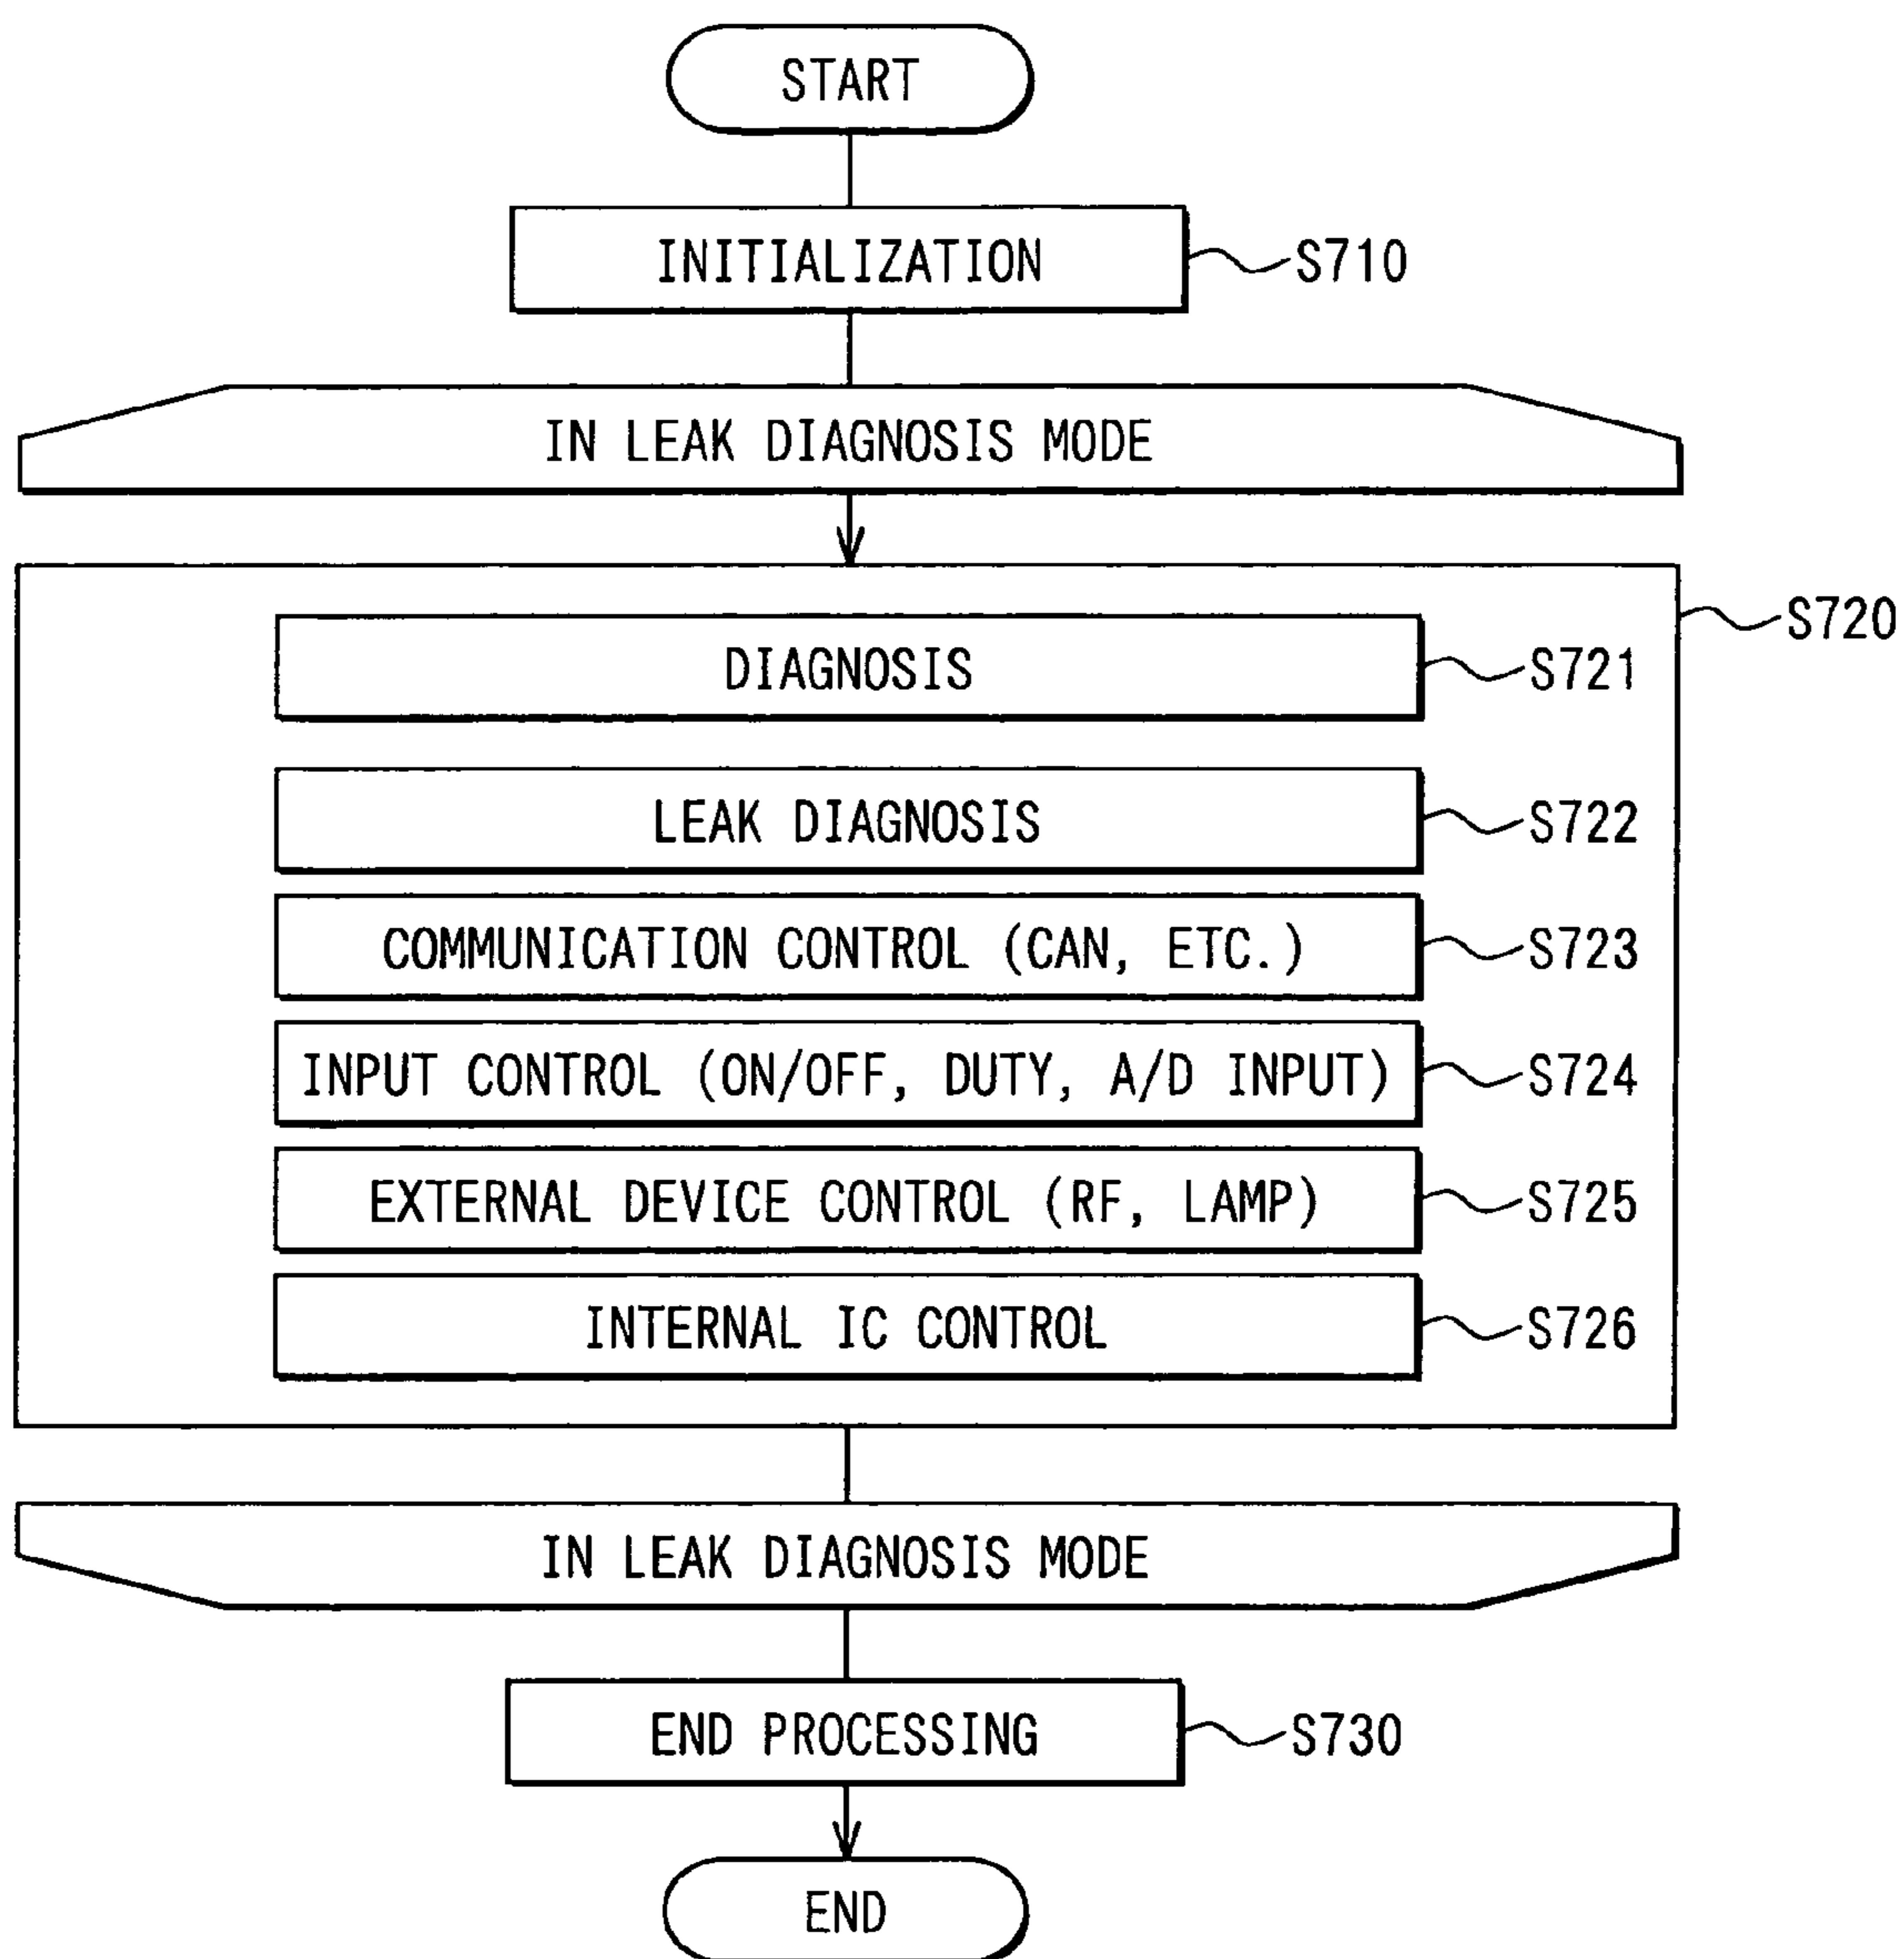 START
INITIALIZATION
S710
IN LEAK DIAGNOSIS MODE
S720
DIAGNOSIS
S721
LEAK DIAGNOSIS
S722
COMMUNICATION CONTROL (CAN, ETC.)
S723
INPUT CONTROL (ON/OFF, DUTY, A/D INPUT)
S724
EXTERNAL DEVICE CONTROL (RF, LAMP)
S725
INTERNAL IC CONTROL
S726
IN LEAK DIAGNOSIS MODE
END PROCESSING
S730
END